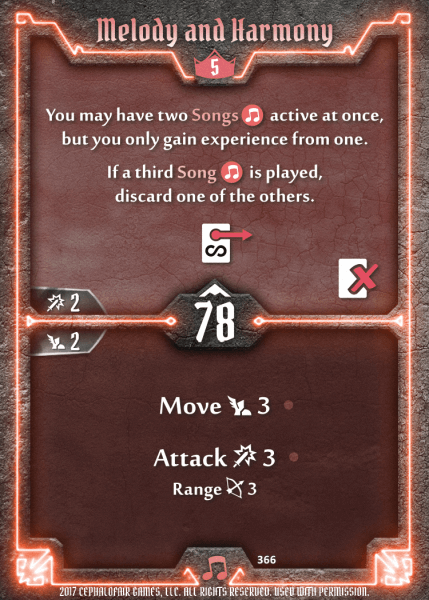 Melody and Harmony
5
You may have two Songs active at once,
but you only gain experience from one.
If a third Song is played,
discard one of the others.
2
78
2
Move 3
Attack 3
Range 3
366
2017 CEPHALOFAIR GAMES, LLC. ALL RIGHTS RESERVED. USED WITH PERMISSION.